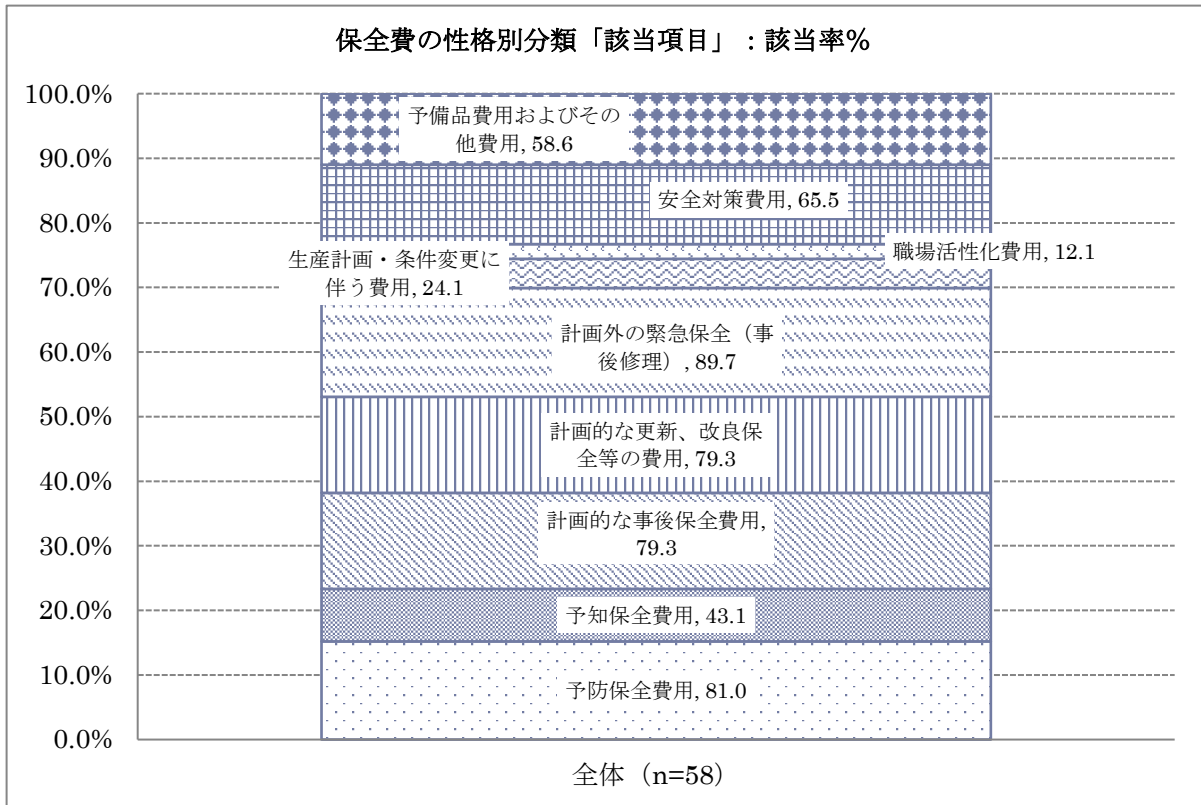 保全費の性格別分類「該当項目」：該当率%
100.0%
90.0%
80.0%
70.0%
60.0%
50.0%
40.0%
30.0%
20.0%
10.0%
0.0%
予備品費用およびその
他費用, 58.6
安全対策費用, 65.5
職場活性化費用, 12.1
生産計画・条件変更に
伴う費用, 24.1
計画外の緊急保全（事
後修理）, 89.7
計画的な更新、改良保
全等の費用, 79.3
計画的な事後保全費用,
79.3
予知保全費用, 43.1
予防保全費用, 81.0
全体（n=58）